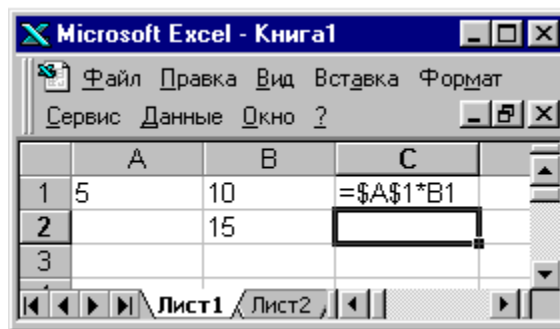 Microsoft Excel - Книга1
Файл Правка Вид Вставка Формат
Сервис Данные Окно ?
A B C
1 5 10 =$A$1*B1
2 15
3
Лист1 Лист2